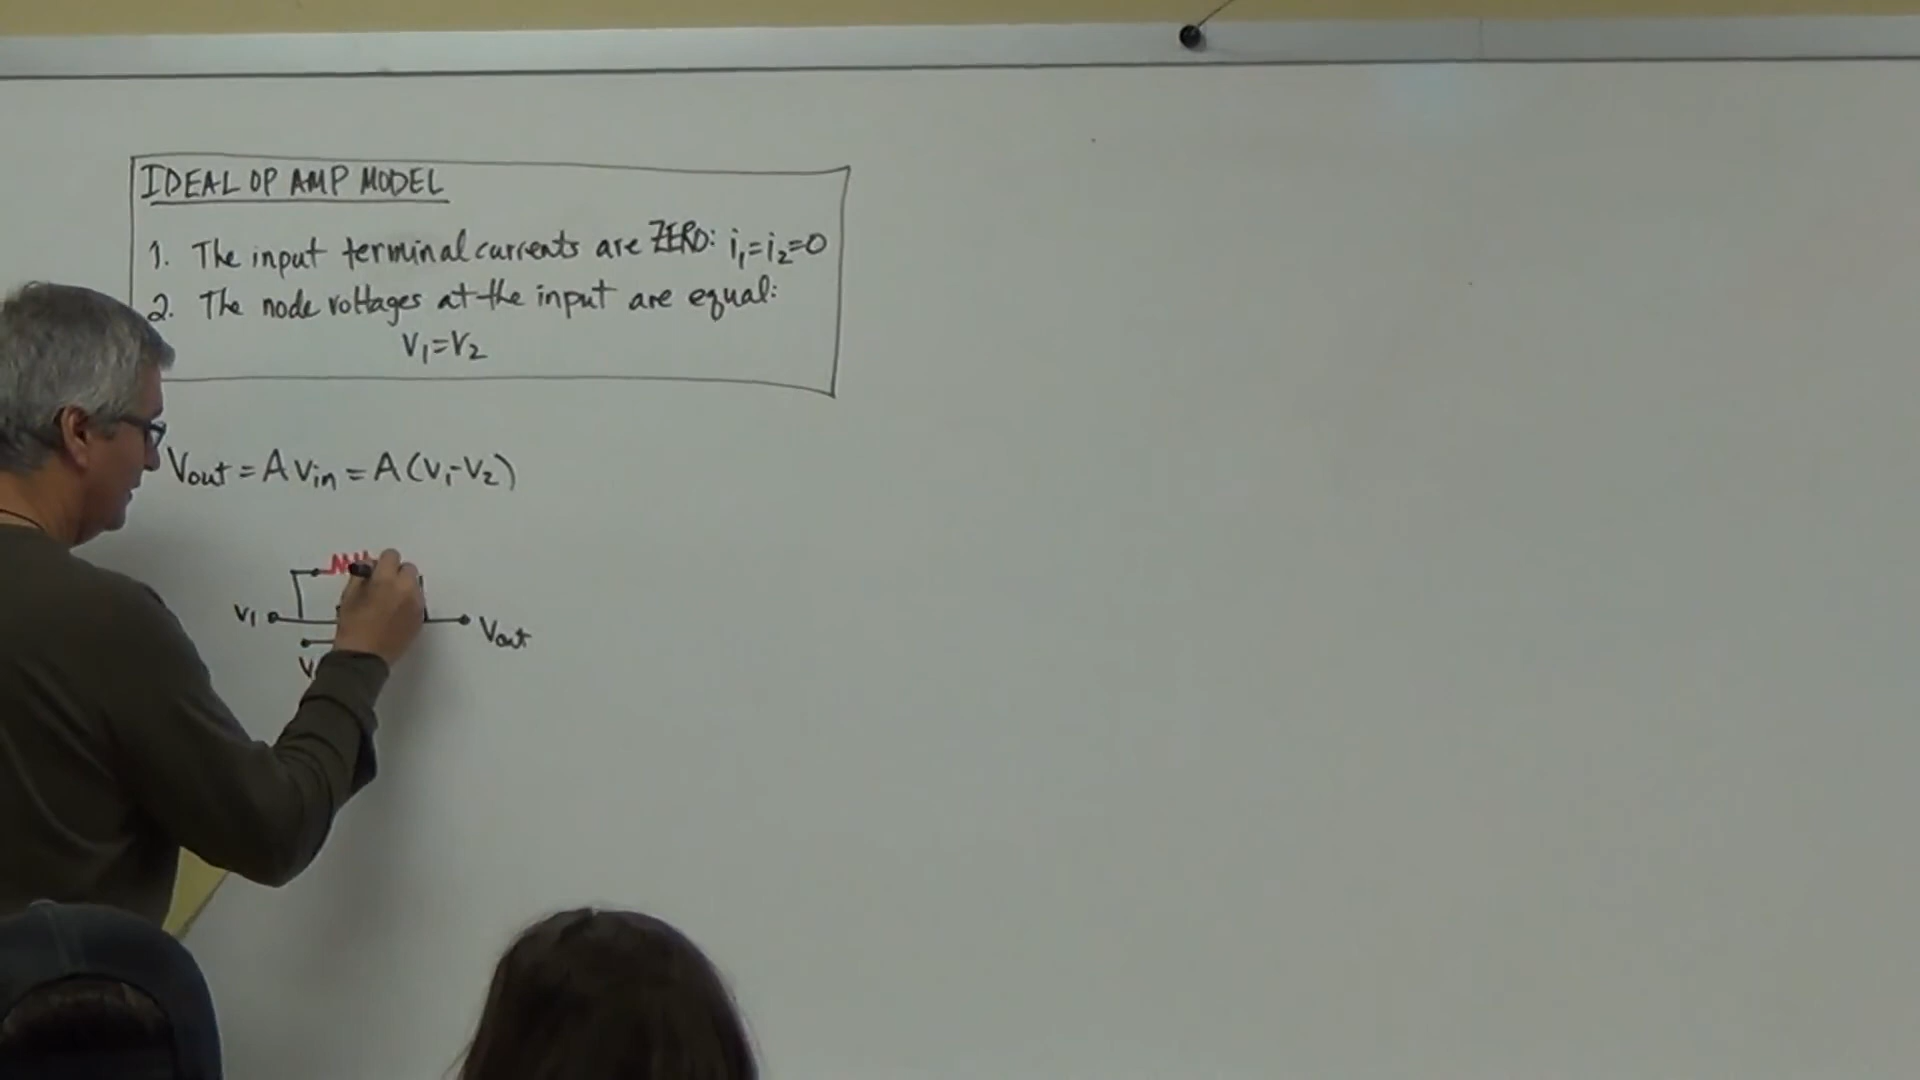 IDEAL OP AMP MODEL
1. The input terminal currents are ZERO: i₁=i₂=0
2. The node voltages at the input are equal:
V₁=V₂
Vout = A Vin = A(V₁-V₂)
V₁
Vout